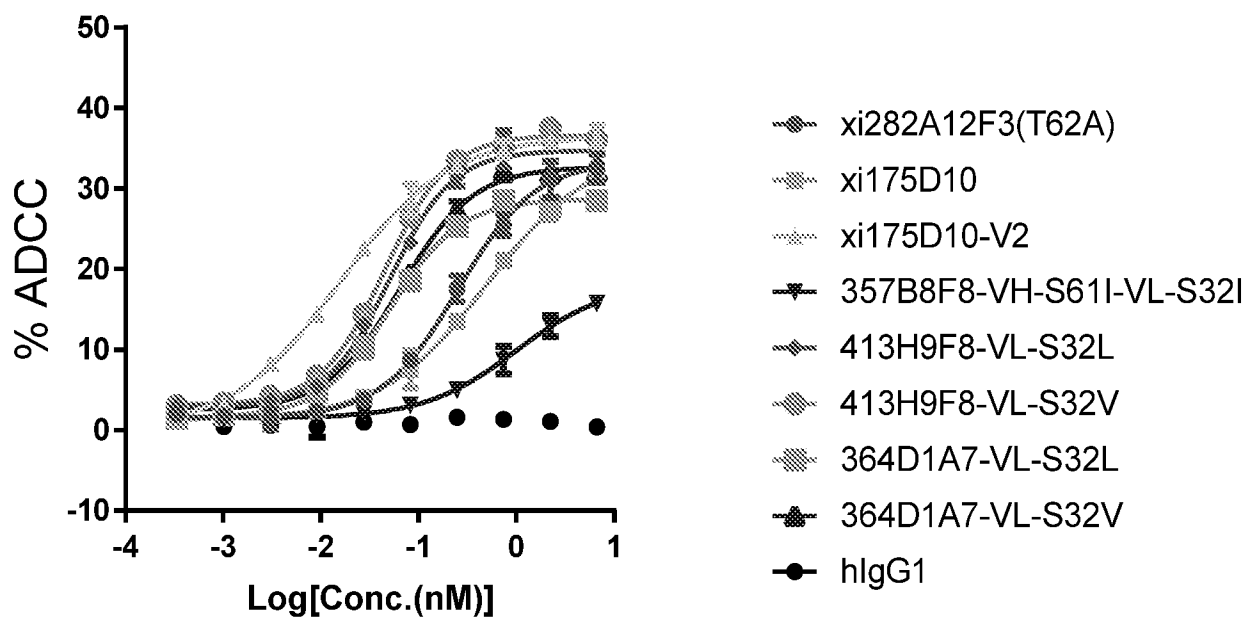 50
40
30
20
10
0
-10
% ADCC
-4 -3 -2 -1 0 1
Log[Conc.(nM)]
xi282A12F3(T62A)
xi175D10
xi175D10-V2
357B8F8-VH-S61I-VL-S32I
413H9F8-VL-S32L
413H9F8-VL-S32V
364D1A7-VL-S32L
364D1A7-VL-S32V
hIgG1